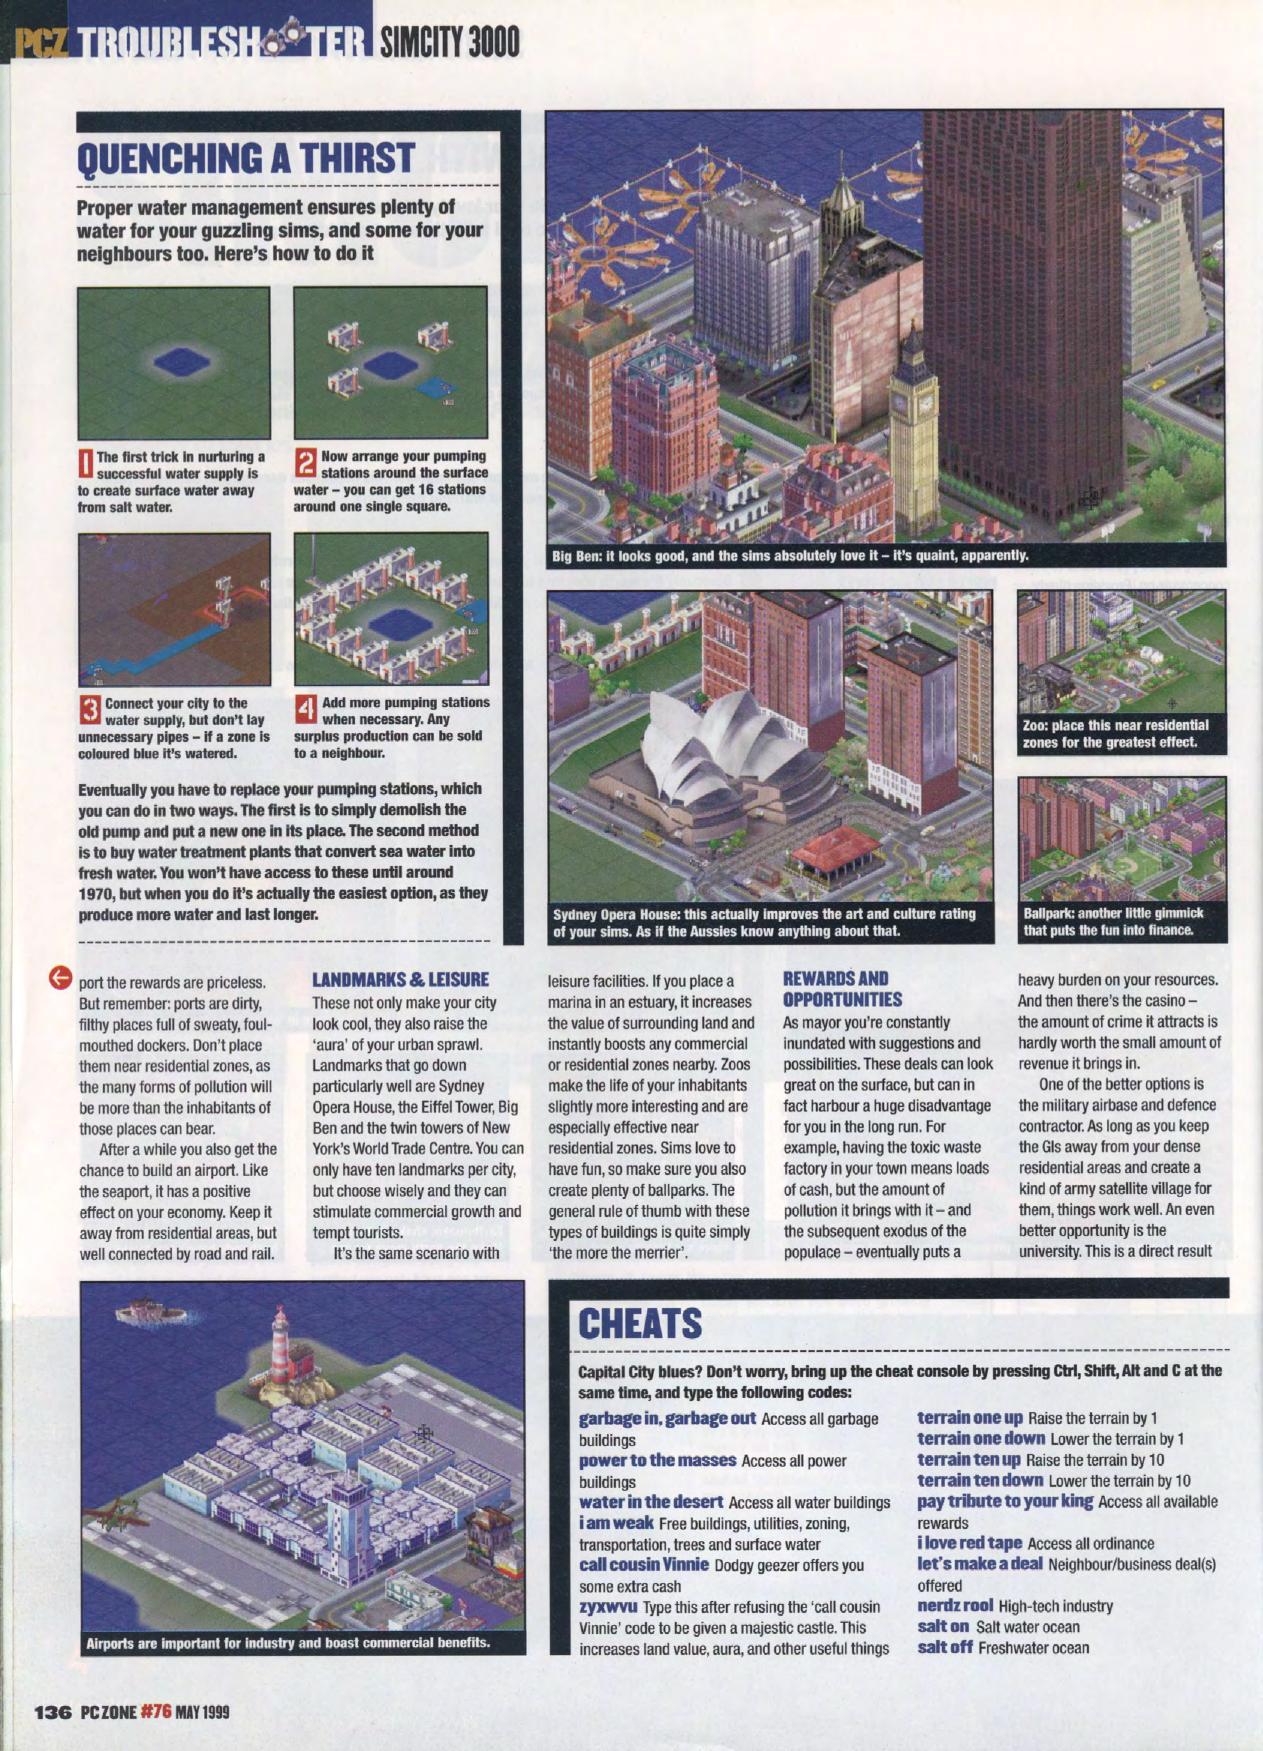 PCZ TROUBLESHOOTER SIMCITY 3000
QUENCHING A THIRST
Proper water management ensures plenty of
water for your guzzling sims, and some for your
neighbours too. Here's how to do it
1 The first trick in nurturing a
successful water supply is
to create surface water away
from salt water.
2 Now arrange your pumping
stations around the surface
water – you can get 16 stations
around one single square.
3 Connect your city to the
water supply, but don't lay
unnecessary pipes – if a zone is
coloured blue it's watered.
4 Add more pumping stations
when necessary. Any
surplus production can be sold
to a neighbour.
Eventually you have to replace your pumping stations, which
you can do in two ways. The first is to simply demolish the
old pump and put a new one in its place. The second method
is to buy water treatment plants that convert sea water into
fresh water. You won't have access to these until around
1970, but when you do it's actually the easiest option, as they
produce more water and last longer.
Big Ben: it looks good, and the sims absolutely love it – it's quaint, apparently.
Sydney Opera House: this actually improves the art and culture rating
of your sims. As if the Aussies know anything about that.
Zoo: place this near residential
zones for the greatest effect.
Ballpark: another little gimmick
that puts the fun into finance.
port the rewards are priceless.
But remember: ports are dirty,
filthy places full of sweaty, foul-
mouthed dockers. Don't place
them near residential zones, as
the many forms of pollution will
be more than the inhabitants of
those places can bear.
After a while you also get the
chance to build an airport. Like
the seaport, it has a positive
effect on your economy. Keep it
away from residential areas, but
well connected by road and rail.
LANDMARKS & LEISURE
These not only make your city
look cool, they also raise the
'aura' of your urban sprawl.
Landmarks that go down
particularly well are Sydney
Opera House, the Eiffel Tower, Big
Ben and the twin towers of New
York's World Trade Centre. You can
only have ten landmarks per city,
but choose wisely and they can
stimulate commercial growth and
tempt tourists.
It's the same scenario with
leisure facilities. If you place a
marina in an estuary, it increases
the value of surrounding land and
instantly boosts any commercial
or residential zones nearby. Zoos
make the life of your inhabitants
slightly more interesting and are
especially effective near
residential zones. Sims love to
have fun, so make sure you also
create plenty of ballparks. The
general rule of thumb with these
types of buildings is quite simply
'the more the merrier'.
REWARDS AND
OPPORTUNITIES
As mayor you're constantly
inundated with suggestions and
possibilities. These deals can look
great on the surface, but can in
fact harbour a huge disadvantage
for you in the long run. For
example, having the toxic waste
factory in your town means loads
of cash, but the amount of
pollution it brings with it – and
the subsequent exodus of the
populace – eventually puts a
heavy burden on your resources.
And then there's the casino –
the amount of crime it attracts is
hardly worth the small amount of
revenue it brings in.
One of the better options is
the military airbase and defence
contractor. As long as you keep
the GIs away from your dense
residential areas and create a
kind of army satellite village for
them, things work well. An even
better opportunity is the
university. This is a direct result
Airports are important for industry and boast commercial benefits.
CHEATS
Capital City blues? Don't worry, bring up the cheat console by pressing Ctrl, Shift, Alt and C at the
same time, and type the following codes:
garbage in, garbage out Access all garbage
buildings
power to the masses Access all power
buildings
water in the desert Access all water buildings
i am weak Free buildings, utilities, zoning,
transportation, trees and surface water
call cousin Vinnie Dodgy geezer offers you
some extra cash
zyxwvu Type this after refusing the 'call cousin
Vinnie' code to be given a majestic castle. This
increases land value, aura, and other useful things
terrain one up Raise the terrain by 1
terrain one down Lower the terrain by 1
terrain ten up Raise the terrain by 10
terrain ten down Lower the terrain by 10
pay tribute to your king Access all available
rewards
i love red tape Access all ordinance
let's make a deal Neighbour/business deal(s)
offered
nerdz rool High-tech industry
salt on Salt water ocean
salt off Freshwater ocean
136 PC ZONE #76 MAY 1999